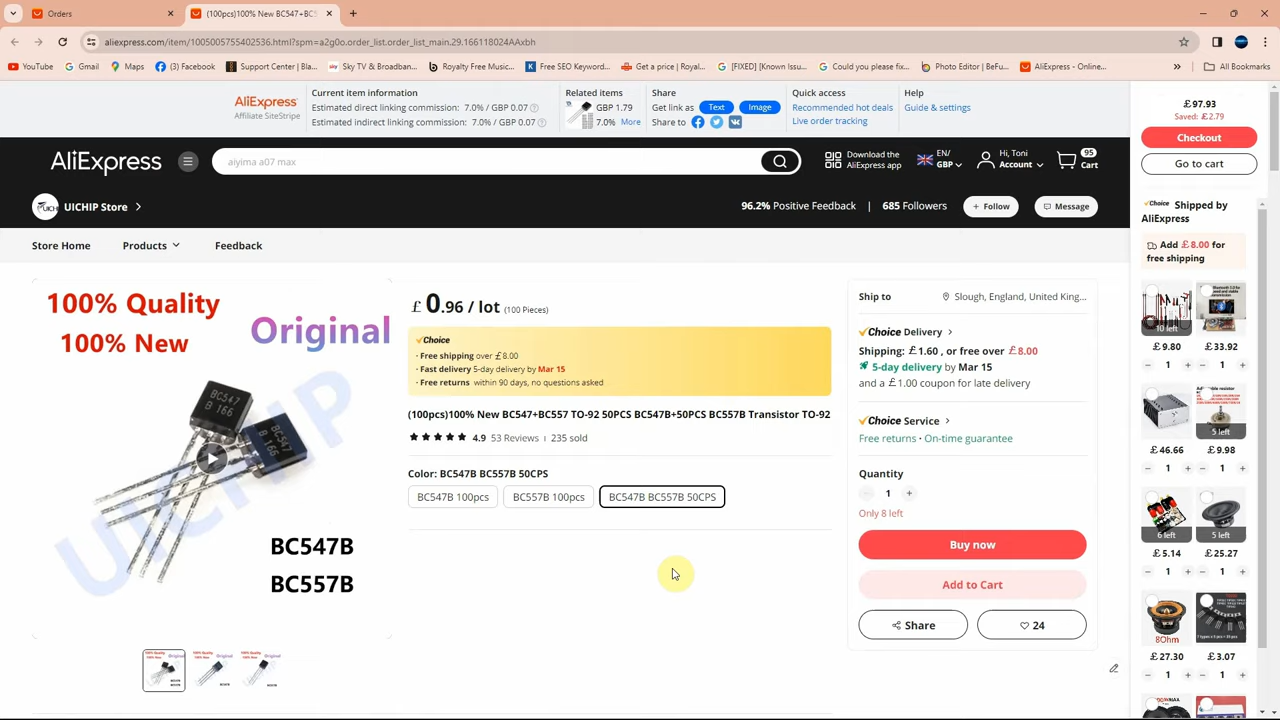 Orders
(100pcs)100% New BC547+BC5
aliexpress.com/item/1005005755402536.html?spm=a2g0o.order_list.order_list_main.29.166118024AAxbh
YouTube
Gmail
Maps
(3) Facebook
Support Center | Bla...
Sky TV & Broadban...
Royalty Free Music...
Free SEO Keyword...
Get a price | Royal...
[FIXED] [Known Issu...
Could you please fix...
Photo Editor | BeFu...
AliExpress - Online...
All Bookmarks
AliExpress
Affiliate SiteStripe
Current item information
Estimated direct linking commission: 7.0% / GBP 0.07
Estimated indirect linking commission: 7.0% / GBP 0.07
Related items
GBP 1.79
7.0% More
Share
Get link as Text Image
Share to
Quick access
Recommended hot deals
Live order tracking
Help
Guide & settings
AliExpress
aiyima a07 max
Download the
AliExpress app
EN/
GBP
Hi, Toni
Account
95
Cart
UICHIP Store
96.2% Positive Feedback | 685 Followers
+ Follow
Message
Store Home
Products
Feedback
100% Quality
100% New
Original
BC547
B 166
BC547
B 166
UICHIP
BC547B
BC557B
£0.96 / lot (100 Pieces)
Choice
· Free shipping over £8.00
· Fast delivery 5-day delivery by Mar 15
· Free returns within 90 days, no questions asked
(100pcs)100% New BC547+BC557 TO-92 50PCS BC547B+50PCS BC557B Transistor TO-92
4.9 53 Reviews | 235 sold
Color: BC547B BC557B 50CPS
BC547B 100pcs
BC557B 100pcs
BC547B BC557B 50CPS
Ship to
Slough, England, United King...
Choice Delivery >
Shipping: £1.60, or free over £8.00
5-day delivery by Mar 15
and a £1.00 coupon for late delivery
Choice Service >
Free returns · On-time guarantee
Quantity
− 1 +
Only 8 left
Buy now
Add to Cart
Share
24
£97.93
Saved: £2.79
Checkout
Go to cart
Choice Shipped by
AliExpress
Add £8.00 for
free shipping
10 left
£9.80
£33.92
− 1 + − 1 +
5 left
£46.66
£9.98
− 1 + − 1 +
6 left
5 left
£5.14
£25.27
− 1 + − 1 +
8Ohm
£27.30
£3.07
− 1 + − 1 +